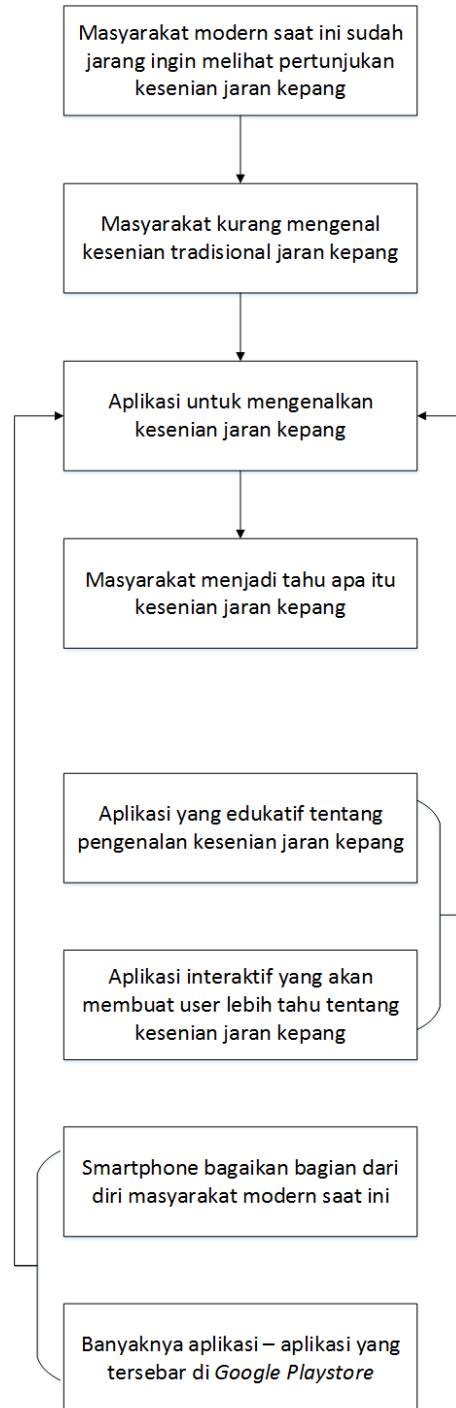 Masyarakat modern saat ini sudah
jarang ingin melihat pertunjukan
kesenian jaran kepang
Masyarakat kurang mengenal
kesenian tradisional jaran kepang
Aplikasi untuk mengenalkan
kesenian jaran kepang
Masyarakat menjadi tahu apa itu
kesenian jaran kepang
Aplikasi yang edukatif tentang
pengenalan kesenian jaran kepang
Aplikasi interaktif yang akan
membuat user lebih tahu tentang
kesenian jaran kepang
Smartphone bagaikan bagian dari
diri masyarakat modern saat ini
Banyaknya aplikasi – aplikasi yang
tersebar di Google Playstore